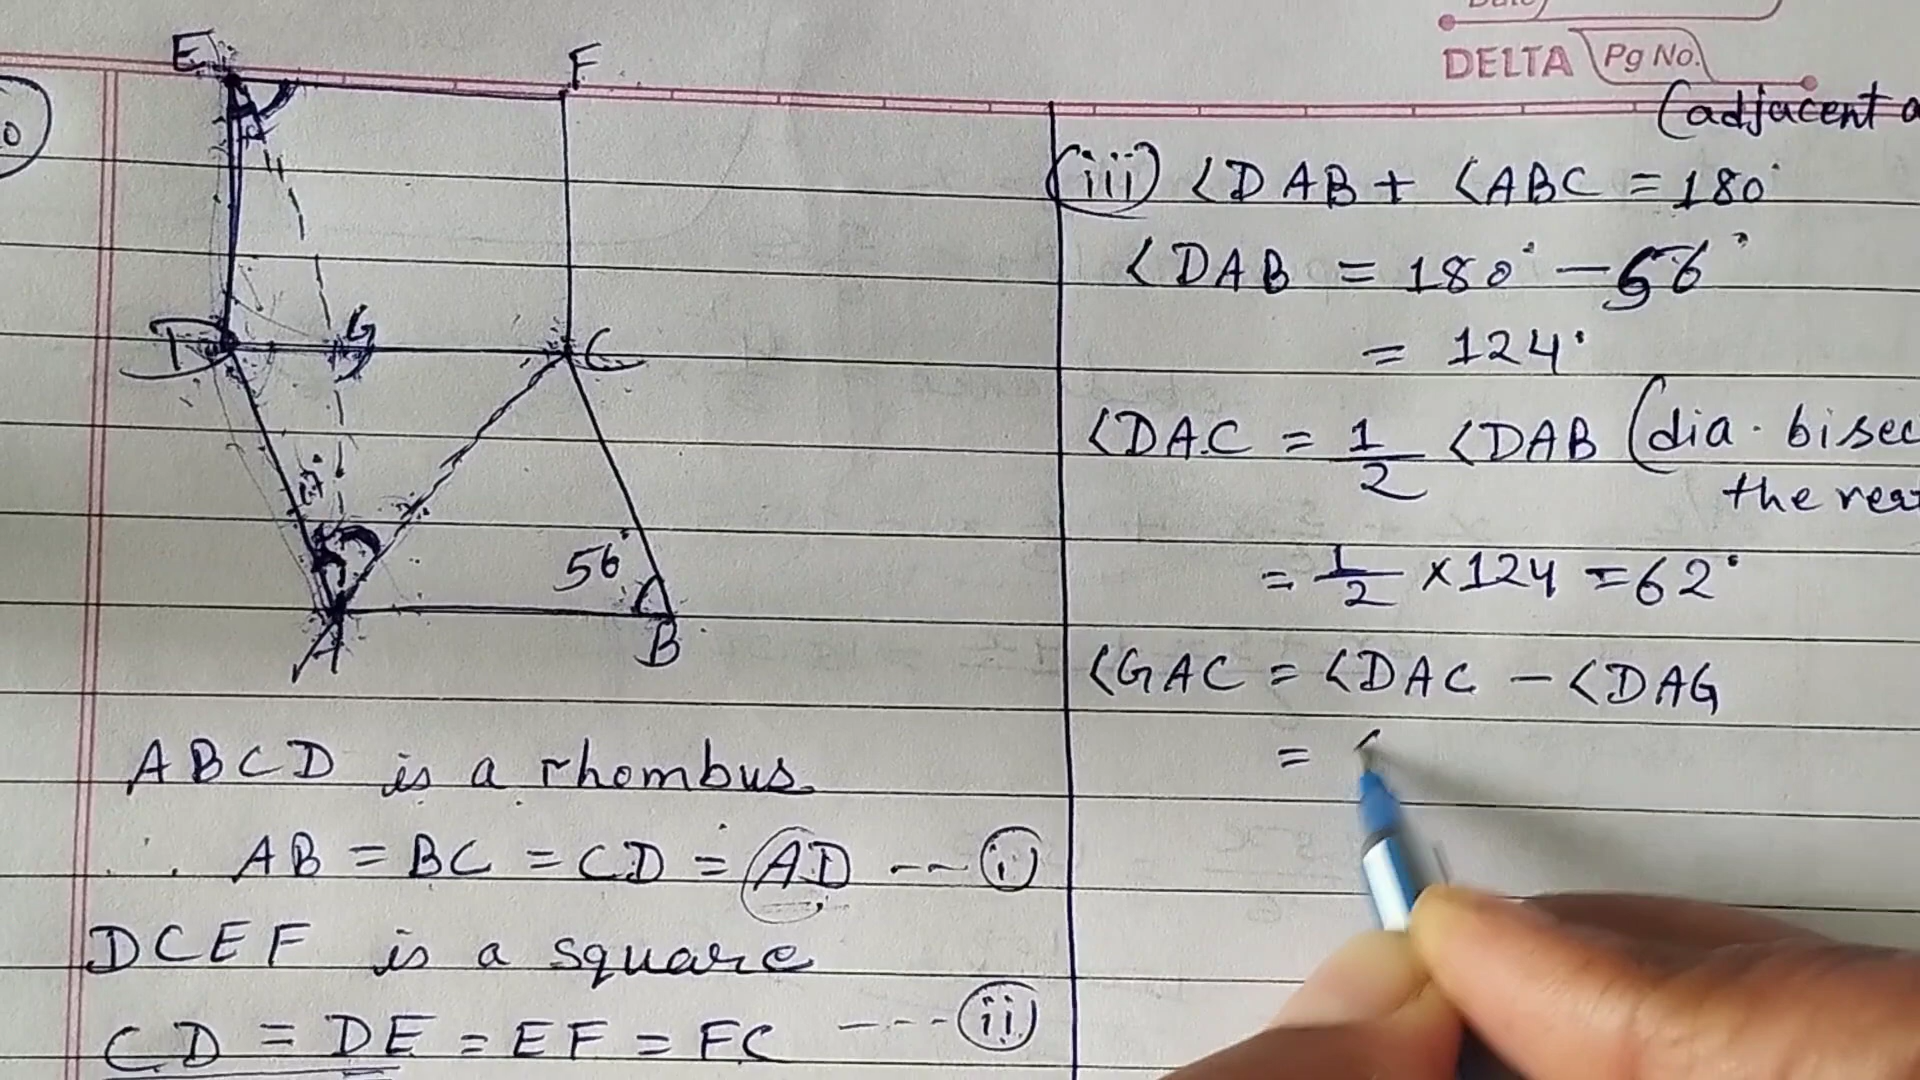 DELTA Pg No.
E
F
G
C
56°
A
B
ABCD is a rhombus
∴ AB = BC = CD = AD --- (i)
DCEF is a square
CD = DE = EF = FC ---- (ii)
(adjacent
(iii) <DAB + <ABC = 180°
<DAB = 180° - 56°
= 124°
<DAC = 1/2 <DAB (dia. bisec
the
= 1/2 x 124 = 62°
<GAC = <DAC - <DAG
=